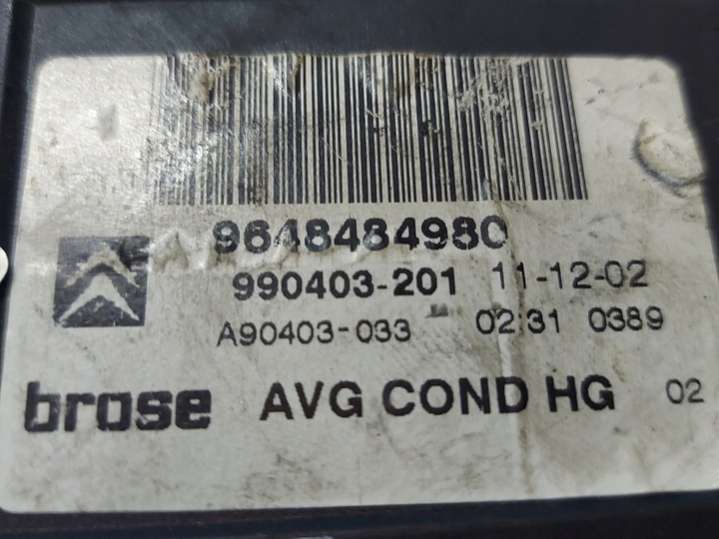 9648484980
990403-201 11-12-02
A90403-033 02:31 0389
brose AVG COND HG 02